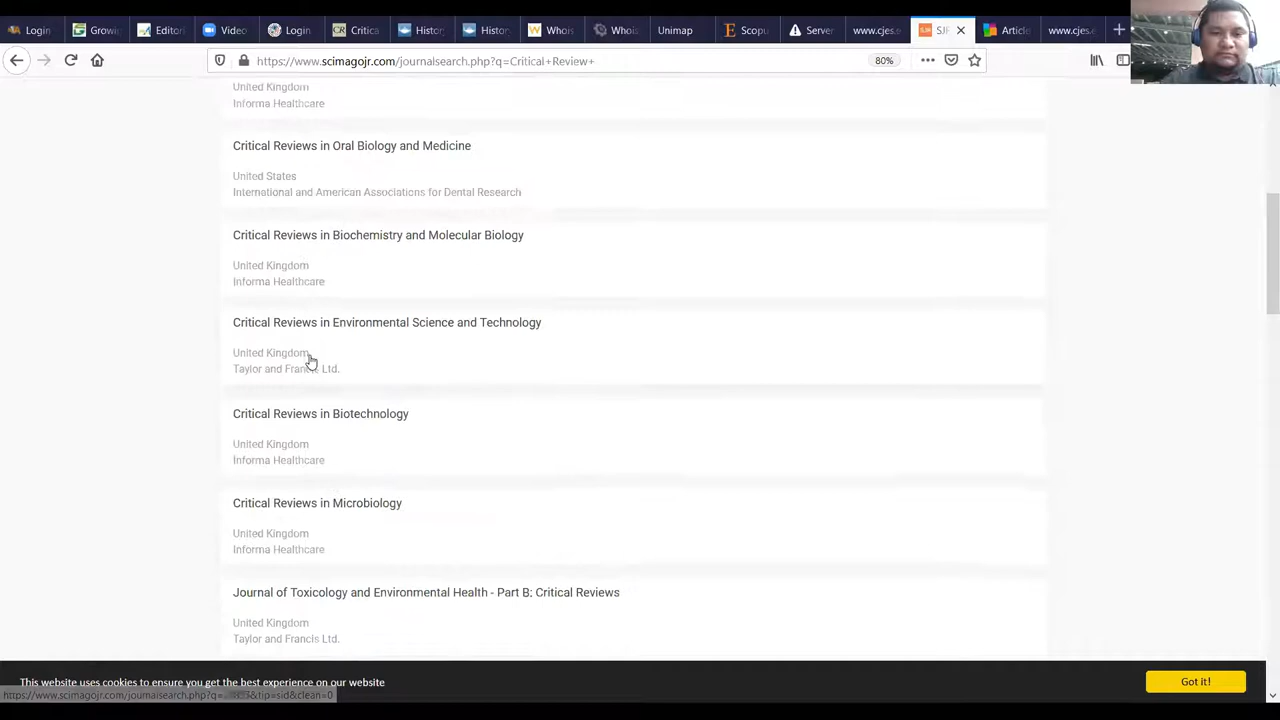 Login
Growin
Editori
Video
Login
Critica
History
History
Whois
Whois
Unimap
Scopu
Server
www.cjes.e
SJR
Article
www.cjes.e
https://www.scimagojr.com/journalsearch.php?q=Critical+Review+
80%
United Kingdom
Informa Healthcare
Critical Reviews in Oral Biology and Medicine
United States
International and American Associations for Dental Research
Critical Reviews in Biochemistry and Molecular Biology
United Kingdom
Informa Healthcare
Critical Reviews in Environmental Science and Technology
United Kingdom
Taylor and Francis Ltd.
Critical Reviews in Biotechnology
United Kingdom
Informa Healthcare
Critical Reviews in Microbiology
United Kingdom
Informa Healthcare
Journal of Toxicology and Environmental Health - Part B: Critical Reviews
United Kingdom
Taylor and Francis Ltd.
This website uses cookies to ensure you get the best experience on our website
Got it!